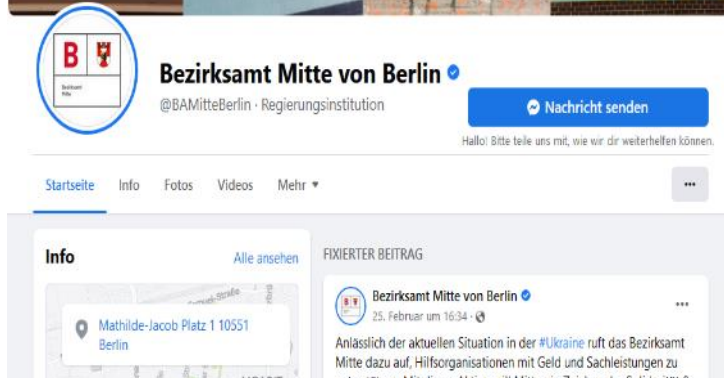 B
Bezirksamt
Mitte
Bezirksamt Mitte von Berlin
@BAMitteBerlin · Regierungsinstitution
Nachricht senden
Hallo! Bitte teile uns mit, wie wir dir weiterhelfen können.
Startseite Info Fotos Videos Mehr
Info
Alle ansehen
Mathilde-Jacob Platz 1 10551
Berlin
FIXIERTER BEITRAG
Bezirksamt Mitte von Berlin
25. Februar um 16:34 ·
Anlässlich der aktuellen Situation in der #Ukraine ruft das Bezirksamt
Mitte dazu auf, Hilfsorganisationen mit Geld und Sachleistungen zu